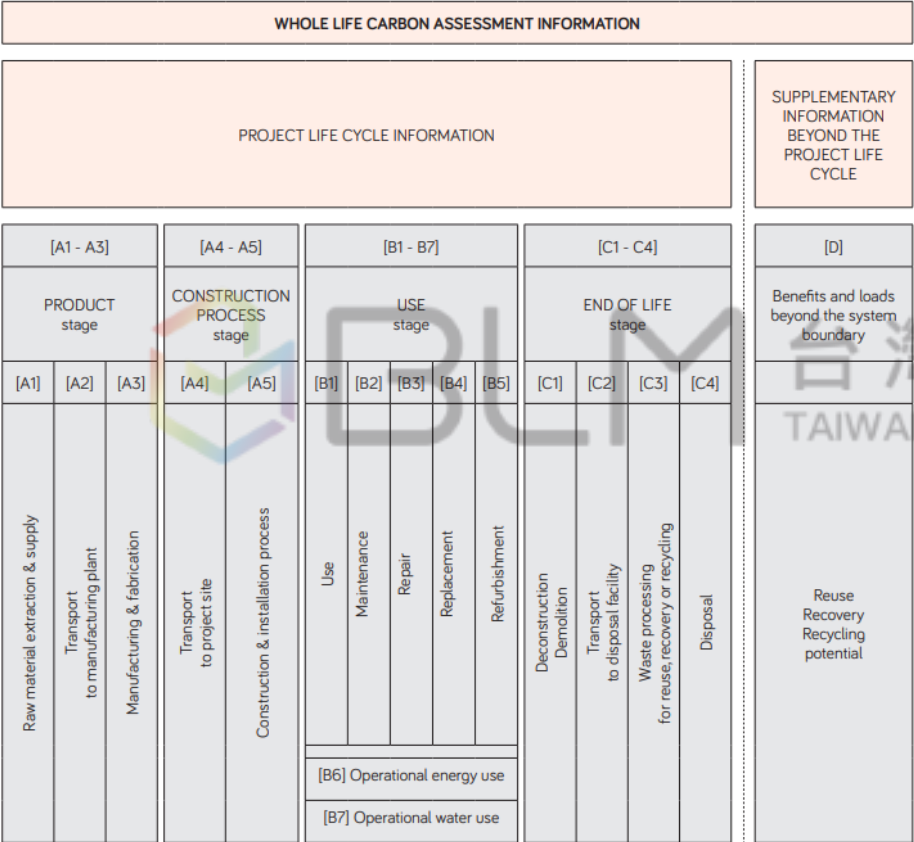 WHOLE LIFE CARBON ASSESSMENT INFORMATION
PROJECT LIFE CYCLE INFORMATION
SUPPLEMENTARY
INFORMATION
BEYOND THE
PROJECT LIFE
CYCLE
[A1 - A3]
[A4 - A5]
[B1 - B7]
[C1 - C4]
[D]
PRODUCT
stage
CONSTRUCTION
PROCESS
stage
USE
stage
END OF LIFE
stage
Benefits and loads
beyond the system
boundary
[A1]
[A2]
[A3]
[A4]
[A5]
[B1]
[B2]
[B3]
[B4]
[B5]
[C1]
[C2]
[C3]
[C4]
Raw material extraction & supply
Transport
to manufacturing plant
Manufacturing & fabrication
Transport
to project site
Construction & installation process
Use
Maintenance
Repair
Replacement
Refurbishment
Deconstruction
Demolition
Transport
to disposal facility
Waste processing
for reuse, recovery or recycling
Disposal
Reuse
Recovery
Recycling
potential
[B6] Operational energy use
[B7] Operational water use
BLM
台
TAIWA